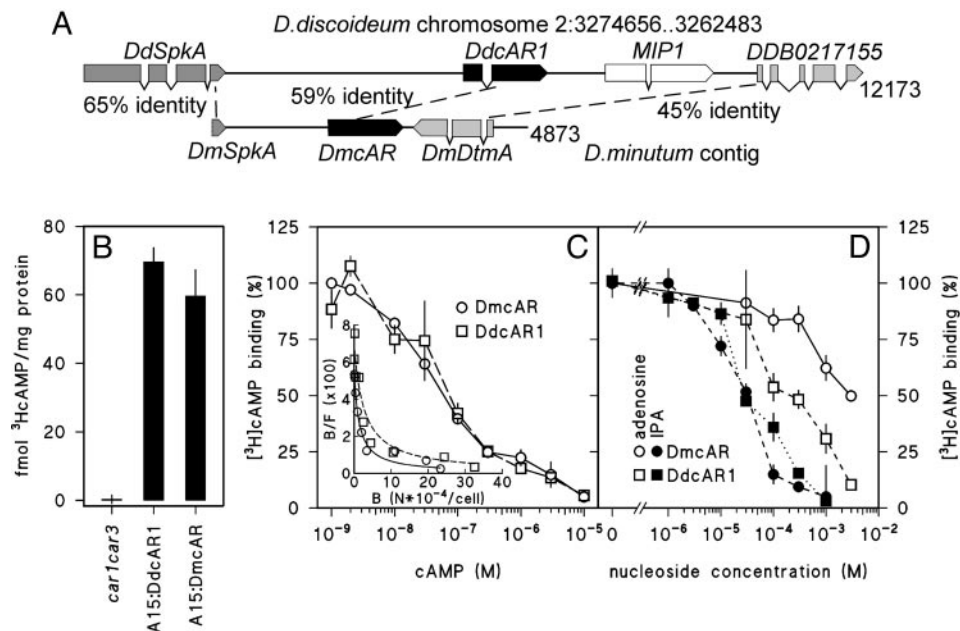 A
D.discoideum chromosome 2:3274656..3262483
DdSpkA
DdcAR1
MIP1
DDB0217155
65% identity
59% identity
45% identity
12173
4873
DmSpkA
DmcAR
DmDtmA
D.minutum contig
B
fmol ³HcAMP/mg protein
80
70
60
50
40
30
20
10
0
car1car3
A15:DdcAR1
A15:DmcAR
C
[³H]cAMP binding (%)
125
100
75
50
25
0
DmcAR
DdcAR1
B/F (x100)
8
6
4
2
0
0 10 20 30 40
B (N*10⁻⁴/cell)
10⁻⁹ 10⁻⁸ 10⁻⁷ 10⁻⁶ 10⁻⁵
cAMP (M)
D
adenosine
IPA
DmcAR
DdcAR1
0 10⁻⁶ 10⁻⁵ 10⁻⁴ 10⁻³ 10⁻²
nucleoside concentration (M)
125
100
75
50
25
0
[³H]cAMP binding (%)